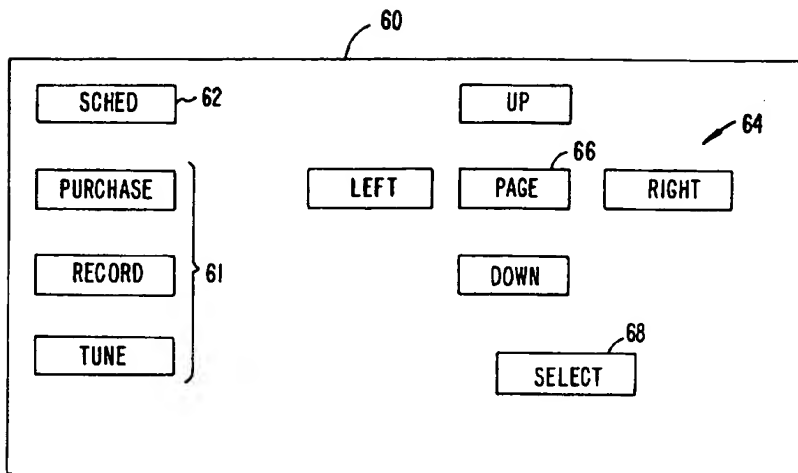 60
SCHED 62 UP
64
66
PURCHASE LEFT PAGE RIGHT
RECORD 61 DOWN
68
TUNE SELECT